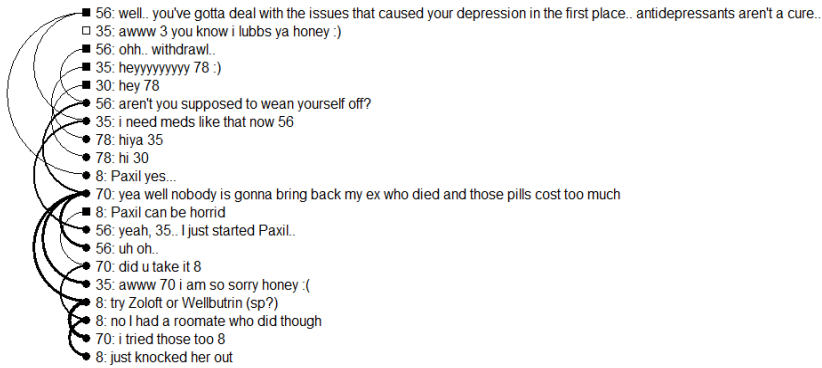 56: well.. you've gotta deal with the issues that caused your depression in the first place.. antidepressants aren't a cure..
35: awww 3 you know i lubbs ya honey :)
56: ohh.. withdrawl..
35: heyyyyyyyyy 78 :)
30: hey 78
56: aren't you supposed to wean yourself off?
35: i need meds like that now 56
78: hiya 35
78: hi 30
8: Paxil yes...
70: yea well nobody is gonna bring back my ex who died and those pills cost too much
8: Paxil can be horrid
56: yeah, 35.. I just started Paxil..
56: uh oh..
70: did u take it 8
35: awww 70 i am so sorry honey :(
8: try Zoloft or Wellbutrin (sp?)
8: no I had a roomate who did though
70: i tried those too 8
8: just knocked her out